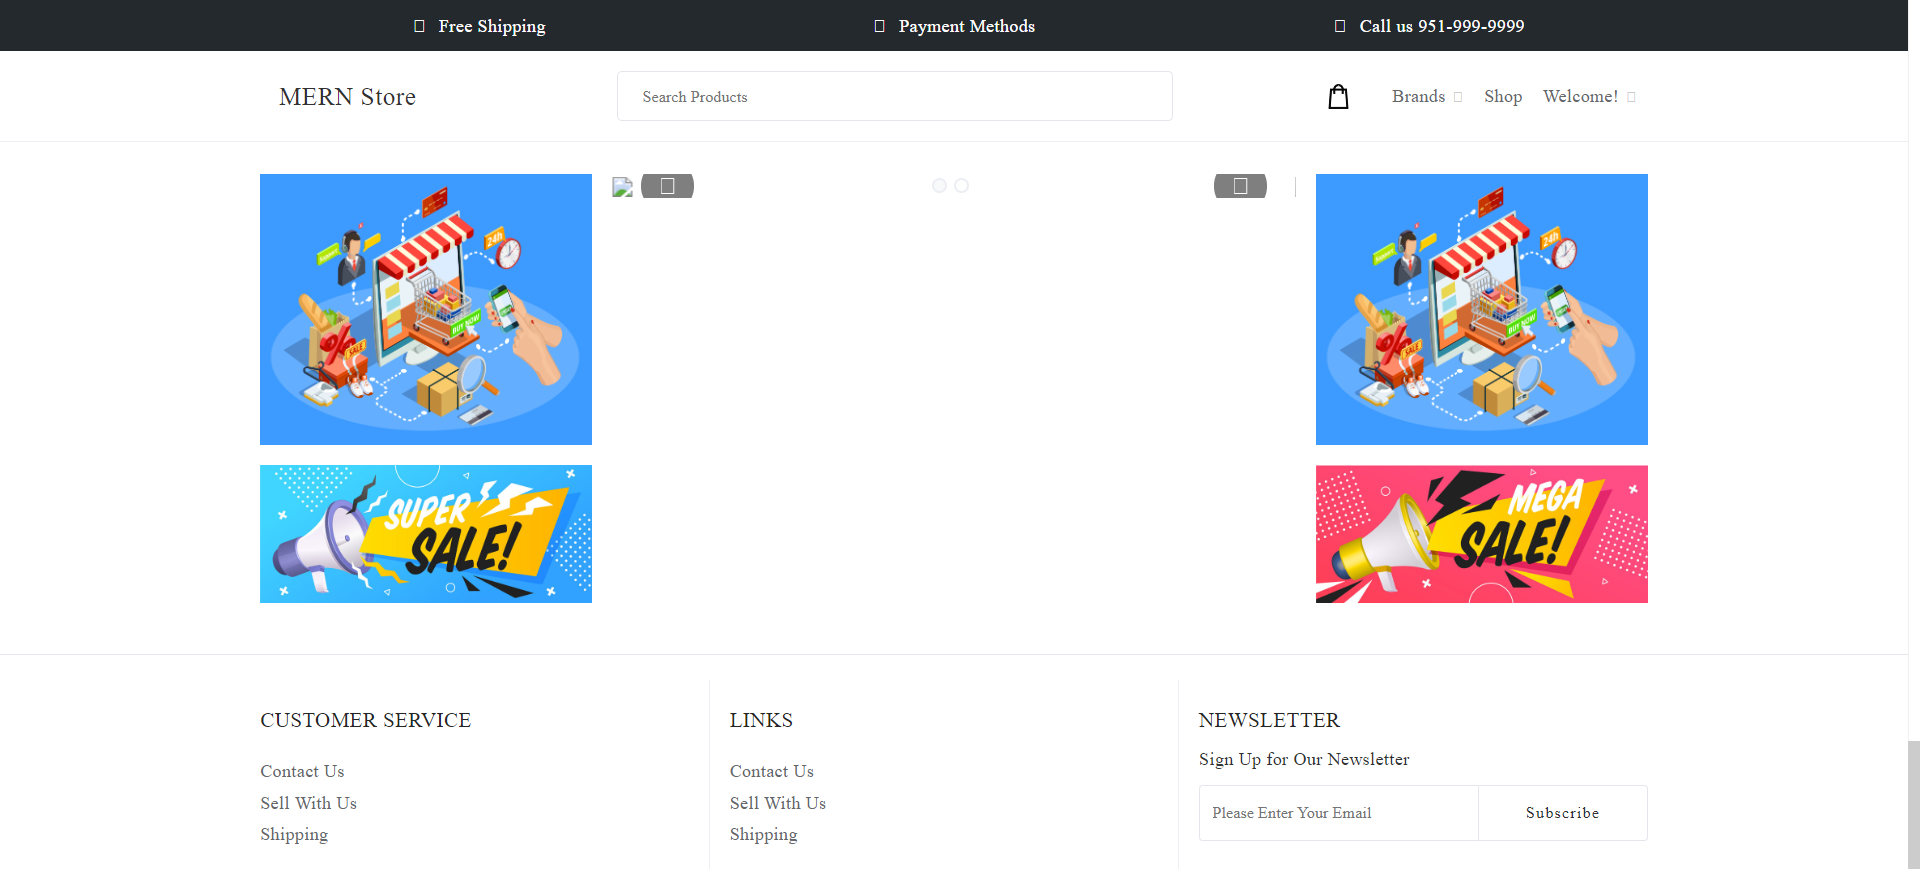 Free Shipping
Payment Methods
Call us 951-999-9999
MERN Store
Search Products
Brands
Shop
Welcome!
24h
BUY NOW
SALE
24h
BUY NOW
SALE
SUPER
SALE!
MEGA
SALE!
CUSTOMER SERVICE
Contact Us
Sell With Us
Shipping
LINKS
Contact Us
Sell With Us
Shipping
NEWSLETTER
Sign Up for Our Newsletter
Please Enter Your Email
Subscribe